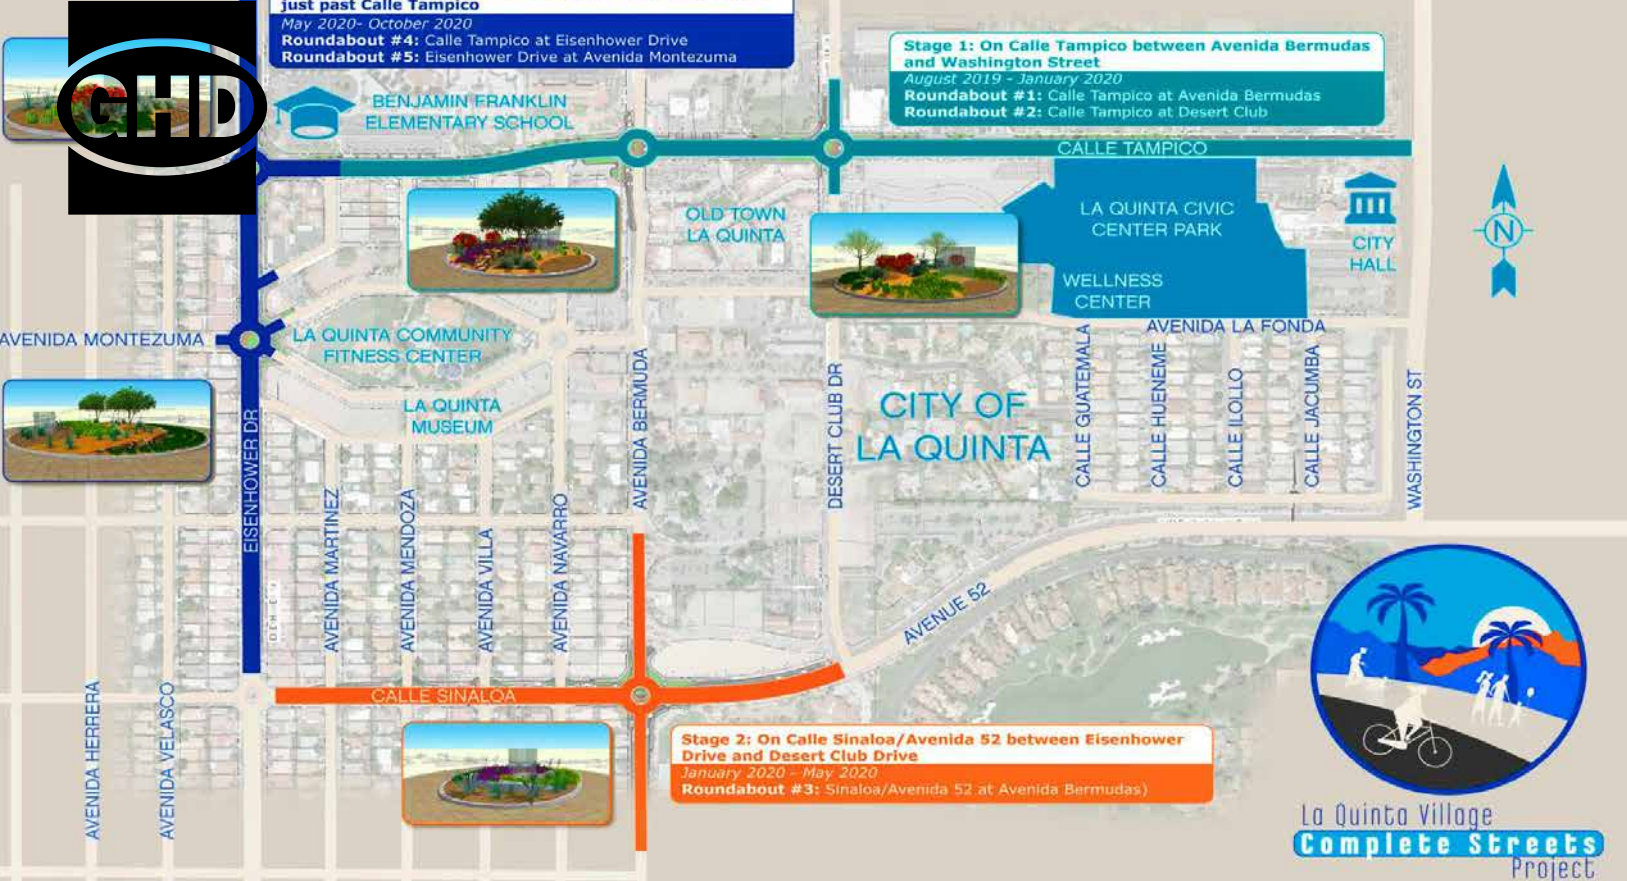 just past Calle Tampico
May 2020- October 2020
Roundabout #4: Calle Tampico at Eisenhower Drive
Roundabout #5: Eisenhower Drive at Avenida Montezuma
GHD
Stage 1: On Calle Tampico between Avenida Bermudas
and Washington Street
August 2019 - January 2020
Roundabout #1: Calle Tampico at Avenida Bermudas
Roundabout #2: Calle Tampico at Desert Club
BENJAMIN FRANKLIN
ELEMENTARY SCHOOL
CALLE TAMPICO
OLD TOWN
LA QUINTA
LA QUINTA CIVIC
CENTER PARK
CITY
HALL
N
WELLNESS
CENTER
AVENIDA LA FONDA
AVENIDA MONTEZUMA
LA QUINTA COMMUNITY
FITNESS CENTER
LA QUINTA
MUSEUM
CITY OF
LA QUINTA
EISENHOWER DR
AVENIDA MARTINEZ
AVENIDA MENDOZA
AVENIDA VILLA
AVENIDA NAVARRO
AVENIDA BERMUDA
DESERT CLUB DR
CALLE GUATEMALA
CALLE HUENEME
CALLE ILOLLO
CALLE JACUMBA
WASHINGTON ST
AVENUE 52
AVENIDA HERRERA
AVENIDA VELASCO
CALLE SINALOA
Stage 2: On Calle Sinaloa/Avenida 52 between Eisenhower
Drive and Desert Club Drive
January 2020 - May 2020
Roundabout #3: Sinaloa/Avenida 52 at Avenida Bermudas)
La Quinta Village
Complete Streets
Project